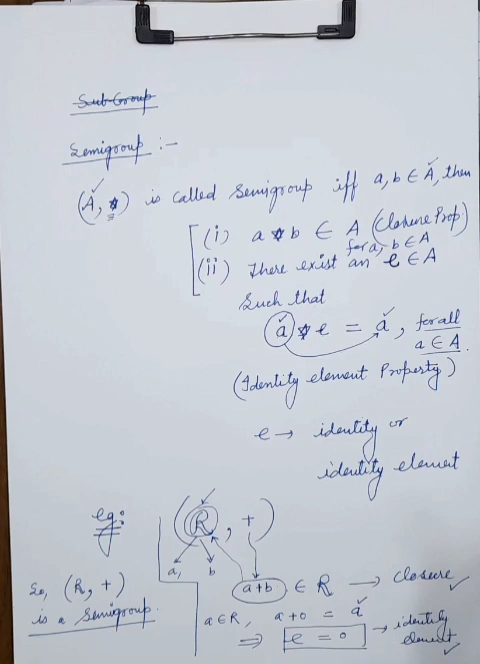 Sub-Group
Semigroup :-
(A, *) is called Semigroup iff a, b ∈ A, then
(i) a * b ∈ A (Closure Prop)
for a, b ∈ A
(ii) There exist an e ∈ A
Such that
a * e = a, for all
a ∈ A.
(Identity element Property)
e → identity or
identity element
eg:
(R, +)
a, b
a+b ∈ R → closure ✓
So, (R, +)
is a Semigroup.
a ∈ R, a+0 = a
⇒ e = 0 → identity
element ✓